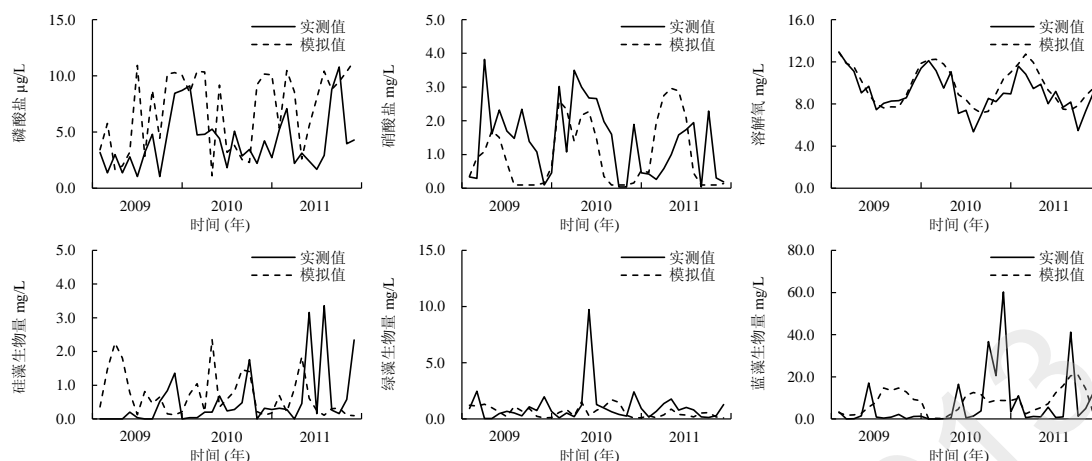 磷酸盐 μg/L
15.0
10.0
5.0
0.0
实测值
模拟值
2009
2010
2011
时间 (年)
硝酸盐 mg/L
5.0
4.0
3.0
2.0
1.0
0.0
实测值
模拟值
2009
2010
2011
时间 (年)
溶解氧 mg/L
16.0
12.0
8.0
4.0
0.0
实测值
模拟值
2009
2010
2011
时间 (年)
硅藻生物量 mg/L
5.0
4.0
3.0
2.0
1.0
0.0
实测值
模拟值
2009
2010
2011
时间 (年)
绿藻生物量 mg/L
15.0
10.0
5.0
0.0
实测值
模拟值
2009
2010
2011
时间 (年)
蓝藻生物量 mg/L
80.0
60.0
40.0
20.0
0.0
实测值
模拟值
2009
2010
2011
时间 (年)